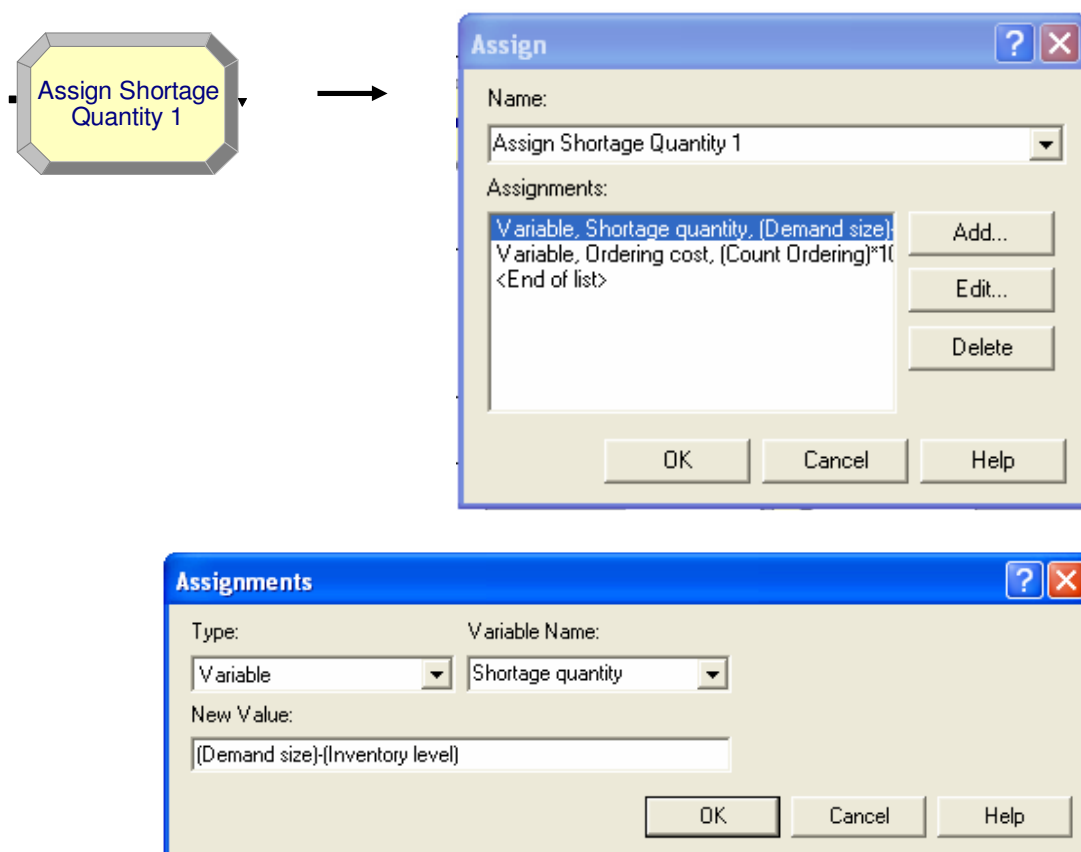 Assign Shortage
Quantity 1
Assign
Name:
Assign Shortage Quantity 1
Assignments:
Variable, Shortage quantity, (Demand size)-
Variable, Ordering cost, (Count Ordering)*10
<End of list>
Add...
Edit...
Delete
OK Cancel Help
Assignments
Type: Variable Name:
Variable Shortage quantity
New Value:
(Demand size)-(Inventory level)
OK Cancel Help